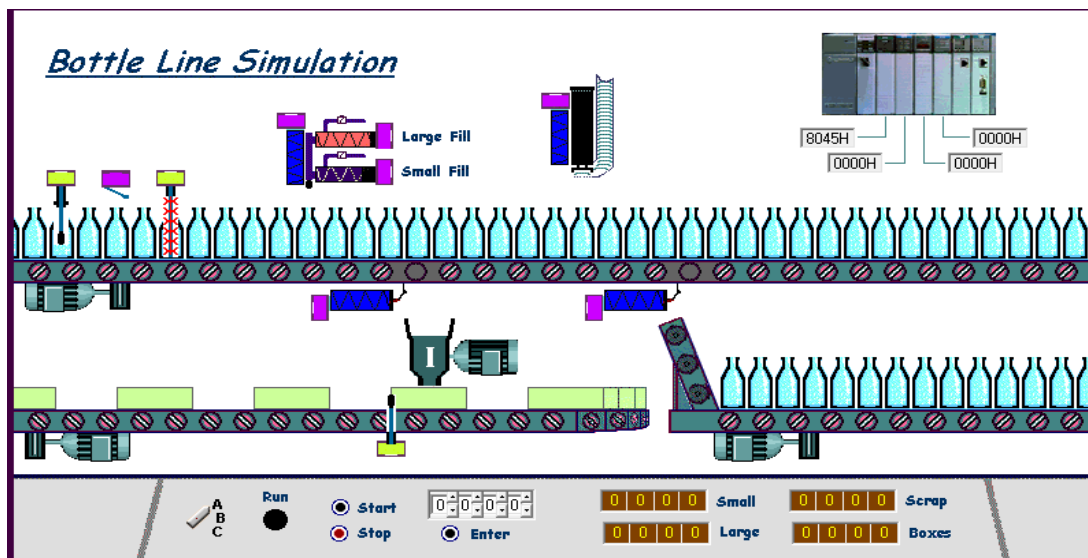 Bottle Line Simulation
Large Fill
Small Fill
8045H
0000H
0000H
0000H
I
A
B
C
Run
Start
Stop
0 0 0 0
Enter
0 0 0 0 Small
0 0 0 0 Large
0 0 0 0 Scrap
0 0 0 0 Boxes